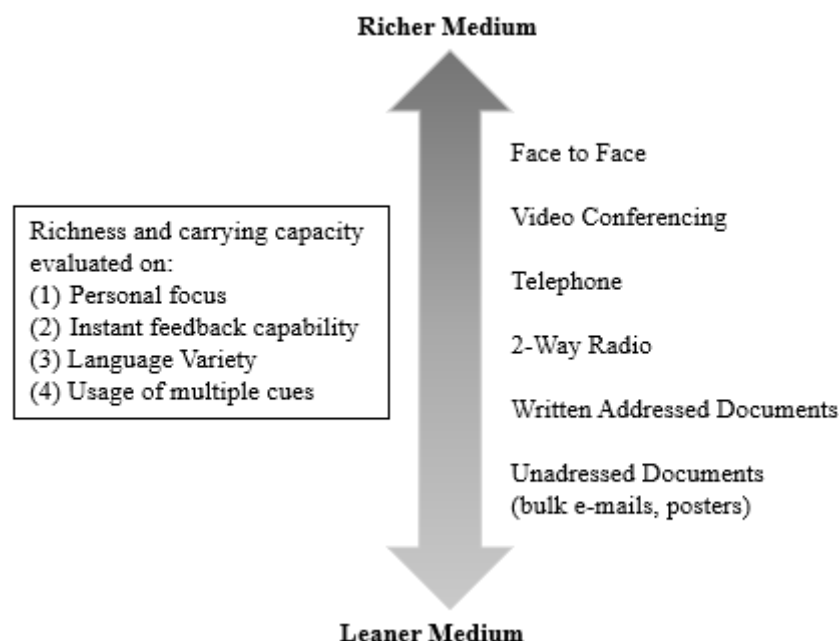 Richer Medium
Face to Face
Video Conferencing
Telephone
2-Way Radio
Written Addressed Documents
Unadressed Documents
(bulk e-mails, posters)
Richness and carrying capacity
evaluated on:
(1) Personal focus
(2) Instant feedback capability
(3) Language Variety
(4) Usage of multiple cues
Leaner Medium